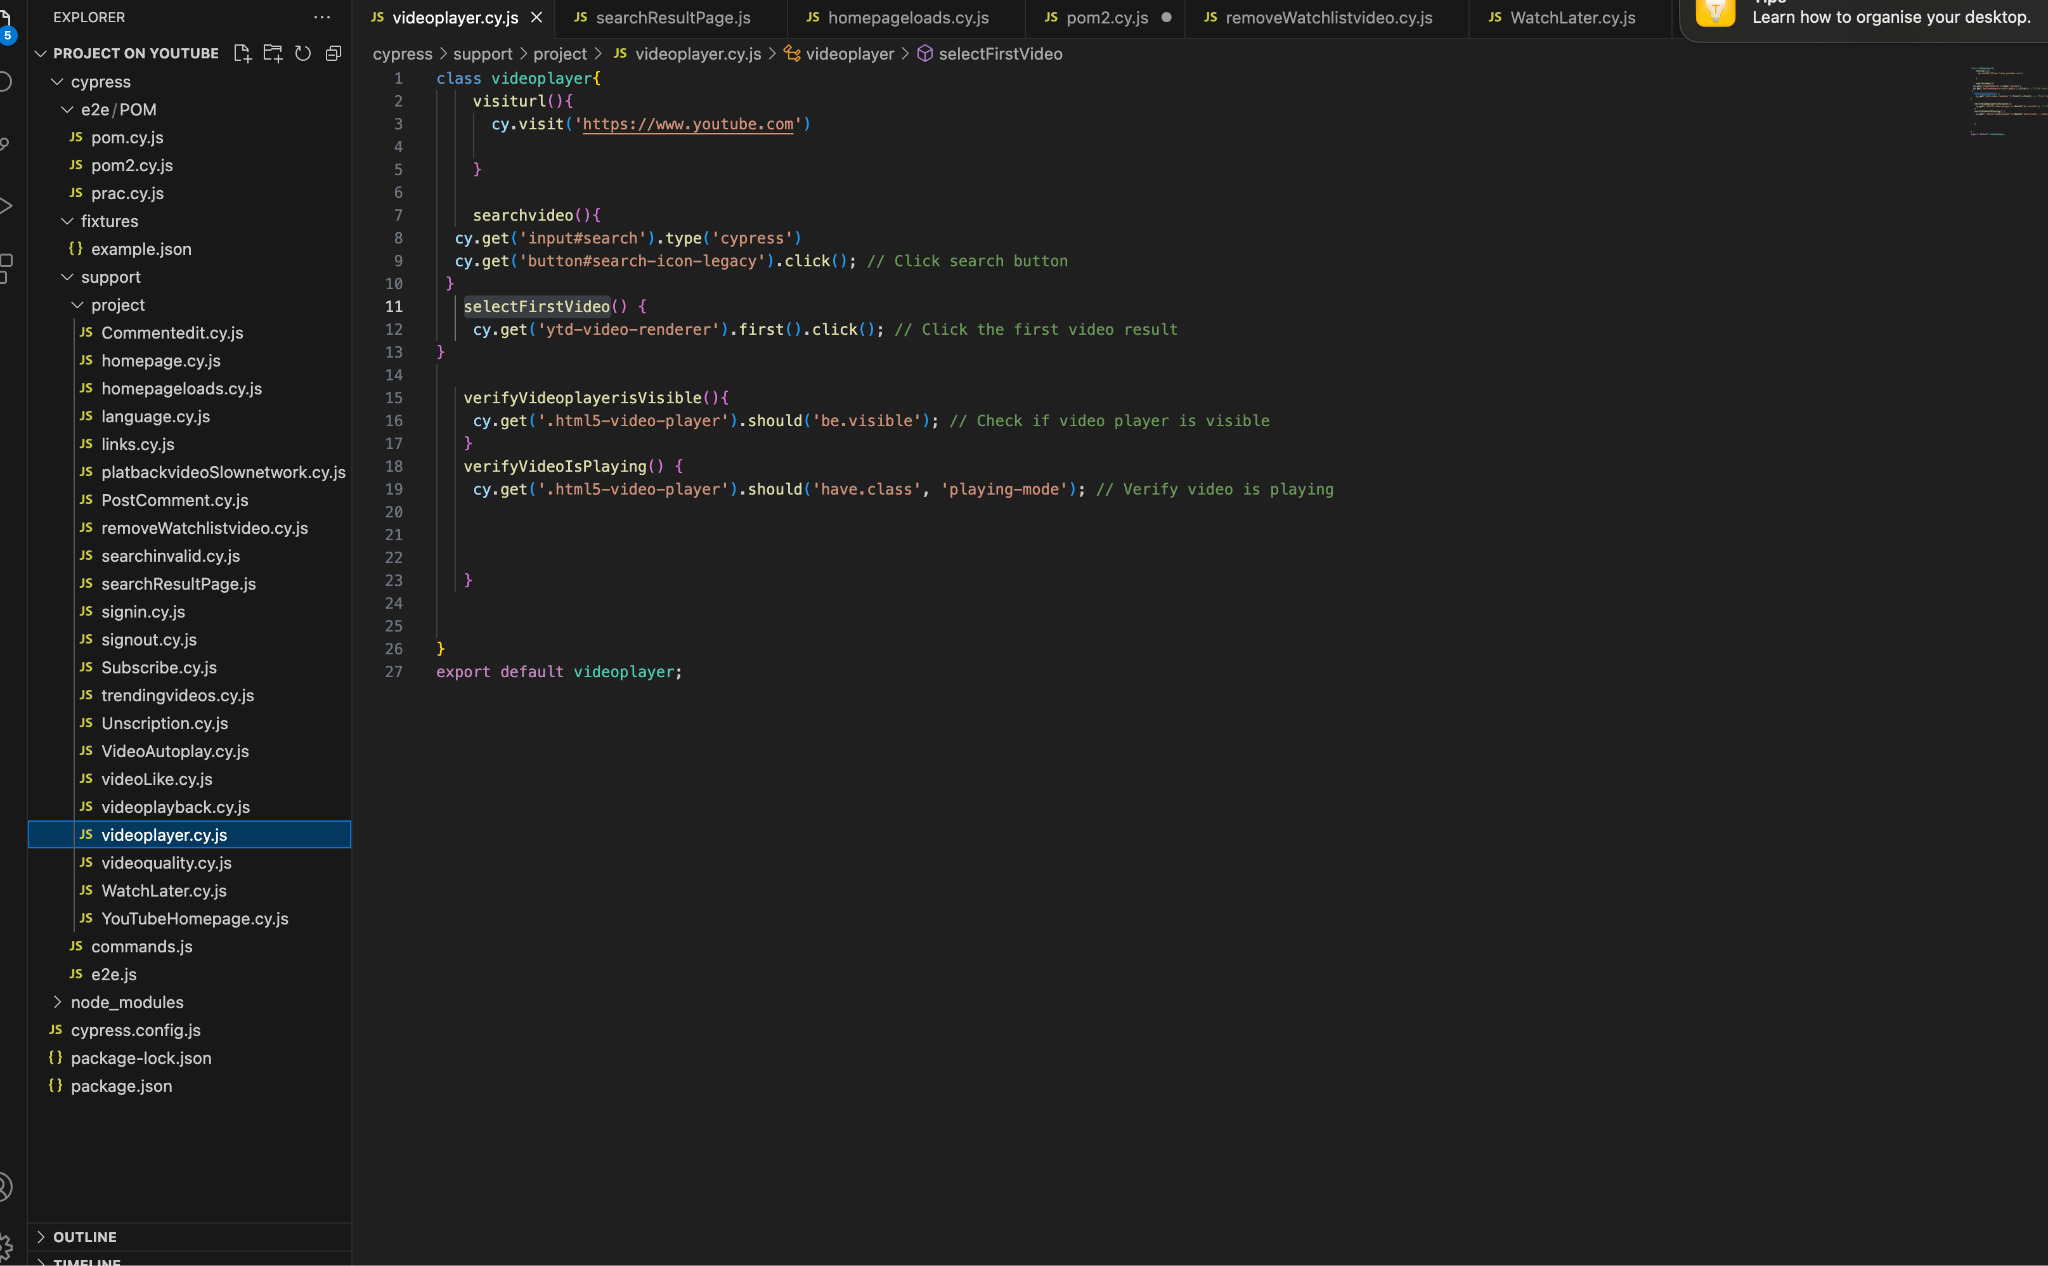 5
EXPLORER ...
PROJECT ON YOUTUBE
cypress
e2e / POM
JS pom.cy.js
JS pom2.cy.js
JS prac.cy.js
fixtures
{} example.json
support
project
JS Commentedit.cy.js
JS homepage.cy.js
JS homepageloads.cy.js
JS language.cy.js
JS links.cy.js
JS platbackvideoSlownetwork.cy.js
JS PostComment.cy.js
JS removeWatchlistvideo.cy.js
JS searchinvalid.cy.js
JS searchResultPage.js
JS signin.cy.js
JS signout.cy.js
JS Subscribe.cy.js
JS trendingvideos.cy.js
JS Unscription.cy.js
JS VideoAutoplay.cy.js
JS videoLike.cy.js
JS videoplayback.cy.js
JS videoplayer.cy.js
JS videoquality.cy.js
JS WatchLater.cy.js
JS YouTubeHomepage.cy.js
JS commands.js
JS e2e.js
node_modules
JS cypress.config.js
{} package-lock.json
{} package.json
OUTLINE
TIMELINE
JS videoplayer.cy.js JS searchResultPage.js JS homepageloads.cy.js JS pom2.cy.js JS removeWatchlistvideo.cy.js JS WatchLater.cy.js
Tips
Learn how to organise your desktop.
cypress > support > project > JS videoplayer.cy.js > videoplayer > selectFirstVideo
1 class videoplayer{
2 visiturl(){
3 cy.visit('https://www.youtube.com')
4
5 }
6
7 searchvideo(){
8 cy.get('input#search').type('cypress')
9 cy.get('button#search-icon-legacy').click(); // Click search button
10 }
11 selectFirstVideo() {
12 cy.get('ytd-video-renderer').first().click(); // Click the first video result
13 }
14
15 verifyVideoplayerisVisible(){
16 cy.get('.html5-video-player').should('be.visible'); // Check if video player is visible
17 }
18 verifyVideoIsPlaying() {
19 cy.get('.html5-video-player').should('have.class', 'playing-mode'); // Verify video is playing
20
21
22
23 }
24
25
26 }
27 export default videoplayer;